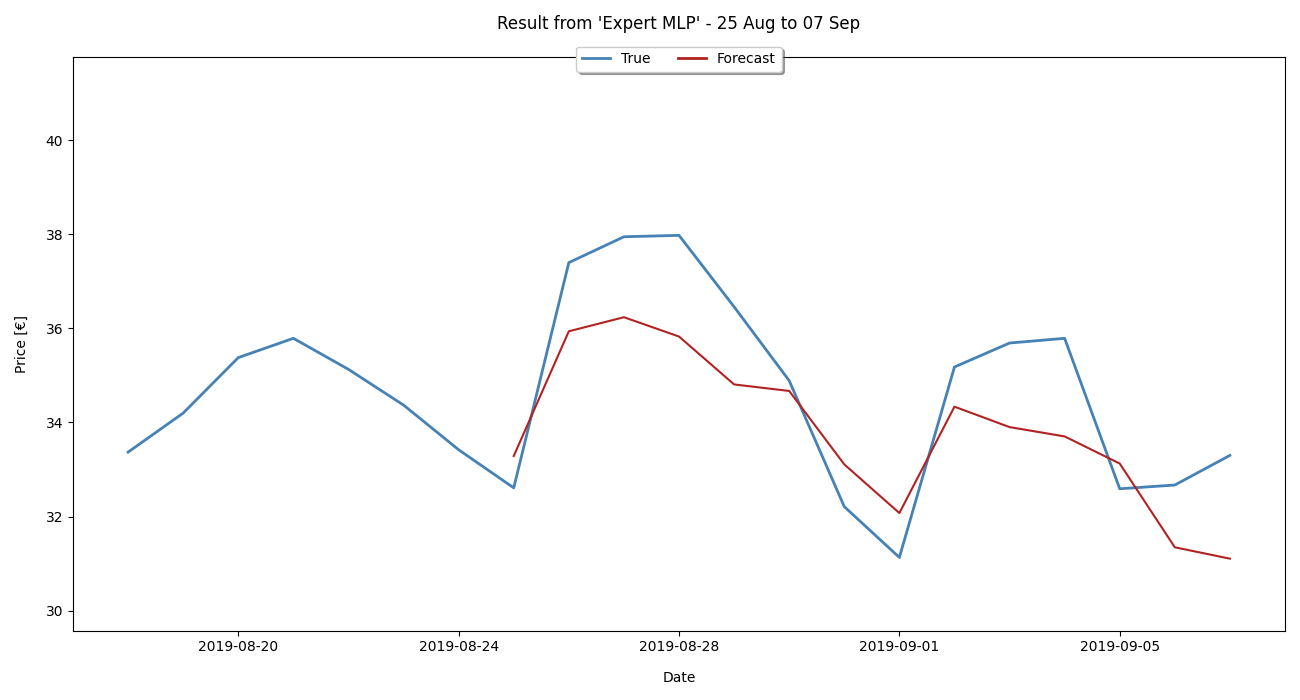 Result from 'Expert MLP' - 25 Aug to 07 Sep
True Forecast
40
38
36
34
32
30
Price [€]
2019-08-20 2019-08-24 2019-08-28 2019-09-01 2019-09-05
Date